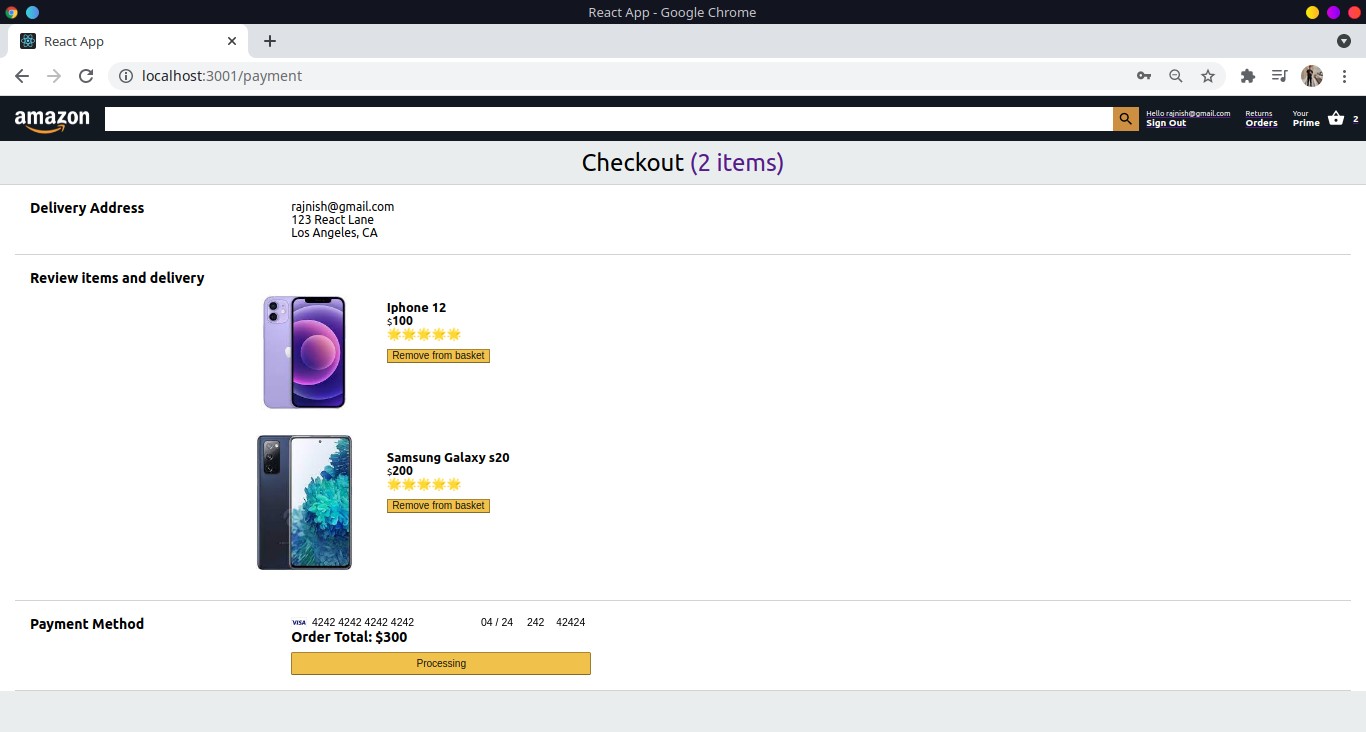 React App - Google Chrome
React App
localhost:3001/payment
amazon
Hello rajnish@gmail.com
Sign Out
Returns
Orders
Your
Prime
2
Checkout (2 items)
Delivery Address
rajnish@gmail.com
123 React Lane
Los Angeles, CA
Review items and delivery
Iphone 12
$100
Remove from basket
Samsung Galaxy s20
$200
Remove from basket
Payment Method
VISA 4242 4242 4242 4242 04 / 24 242 42424
Order Total: $300
Processing